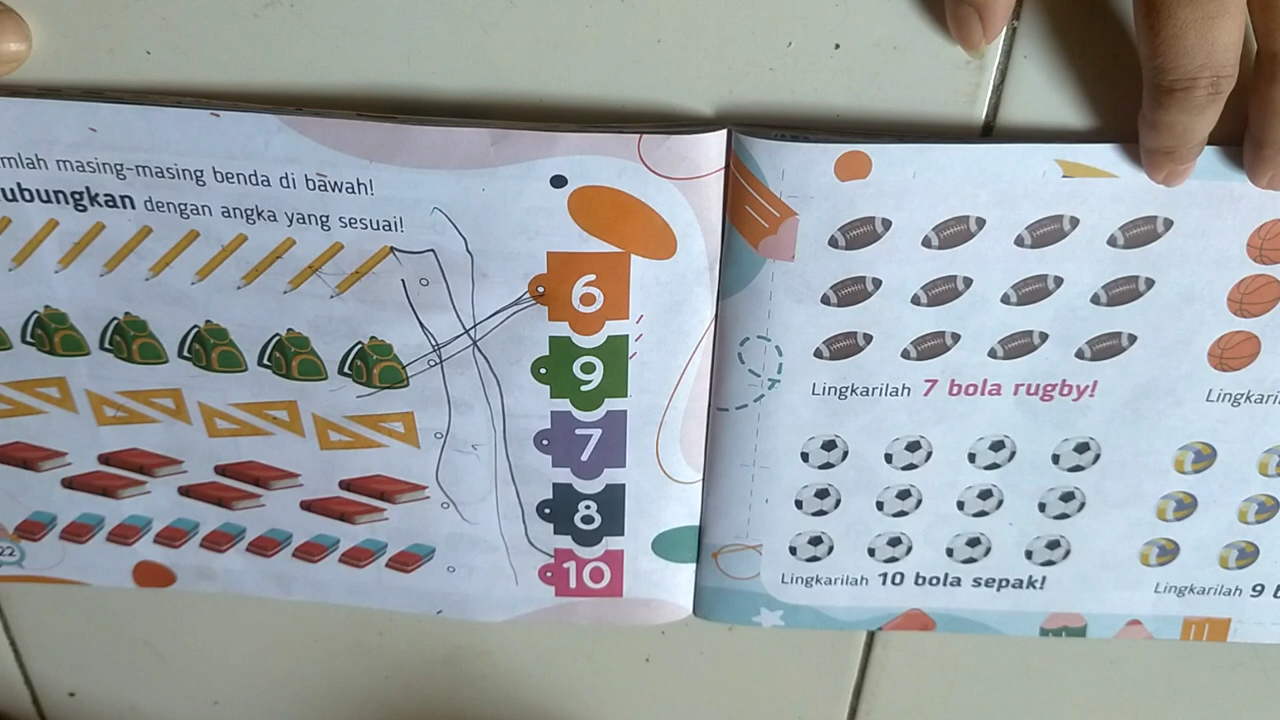 mlah masing-masing benda di bawah!
ubungkan dengan angka yang sesuai!
6
9
7
8
10
22
Lingkarilah 7 bola rugby!
Lingkari
Lingkarilah 10 bola sepak!
Lingkarilah 9